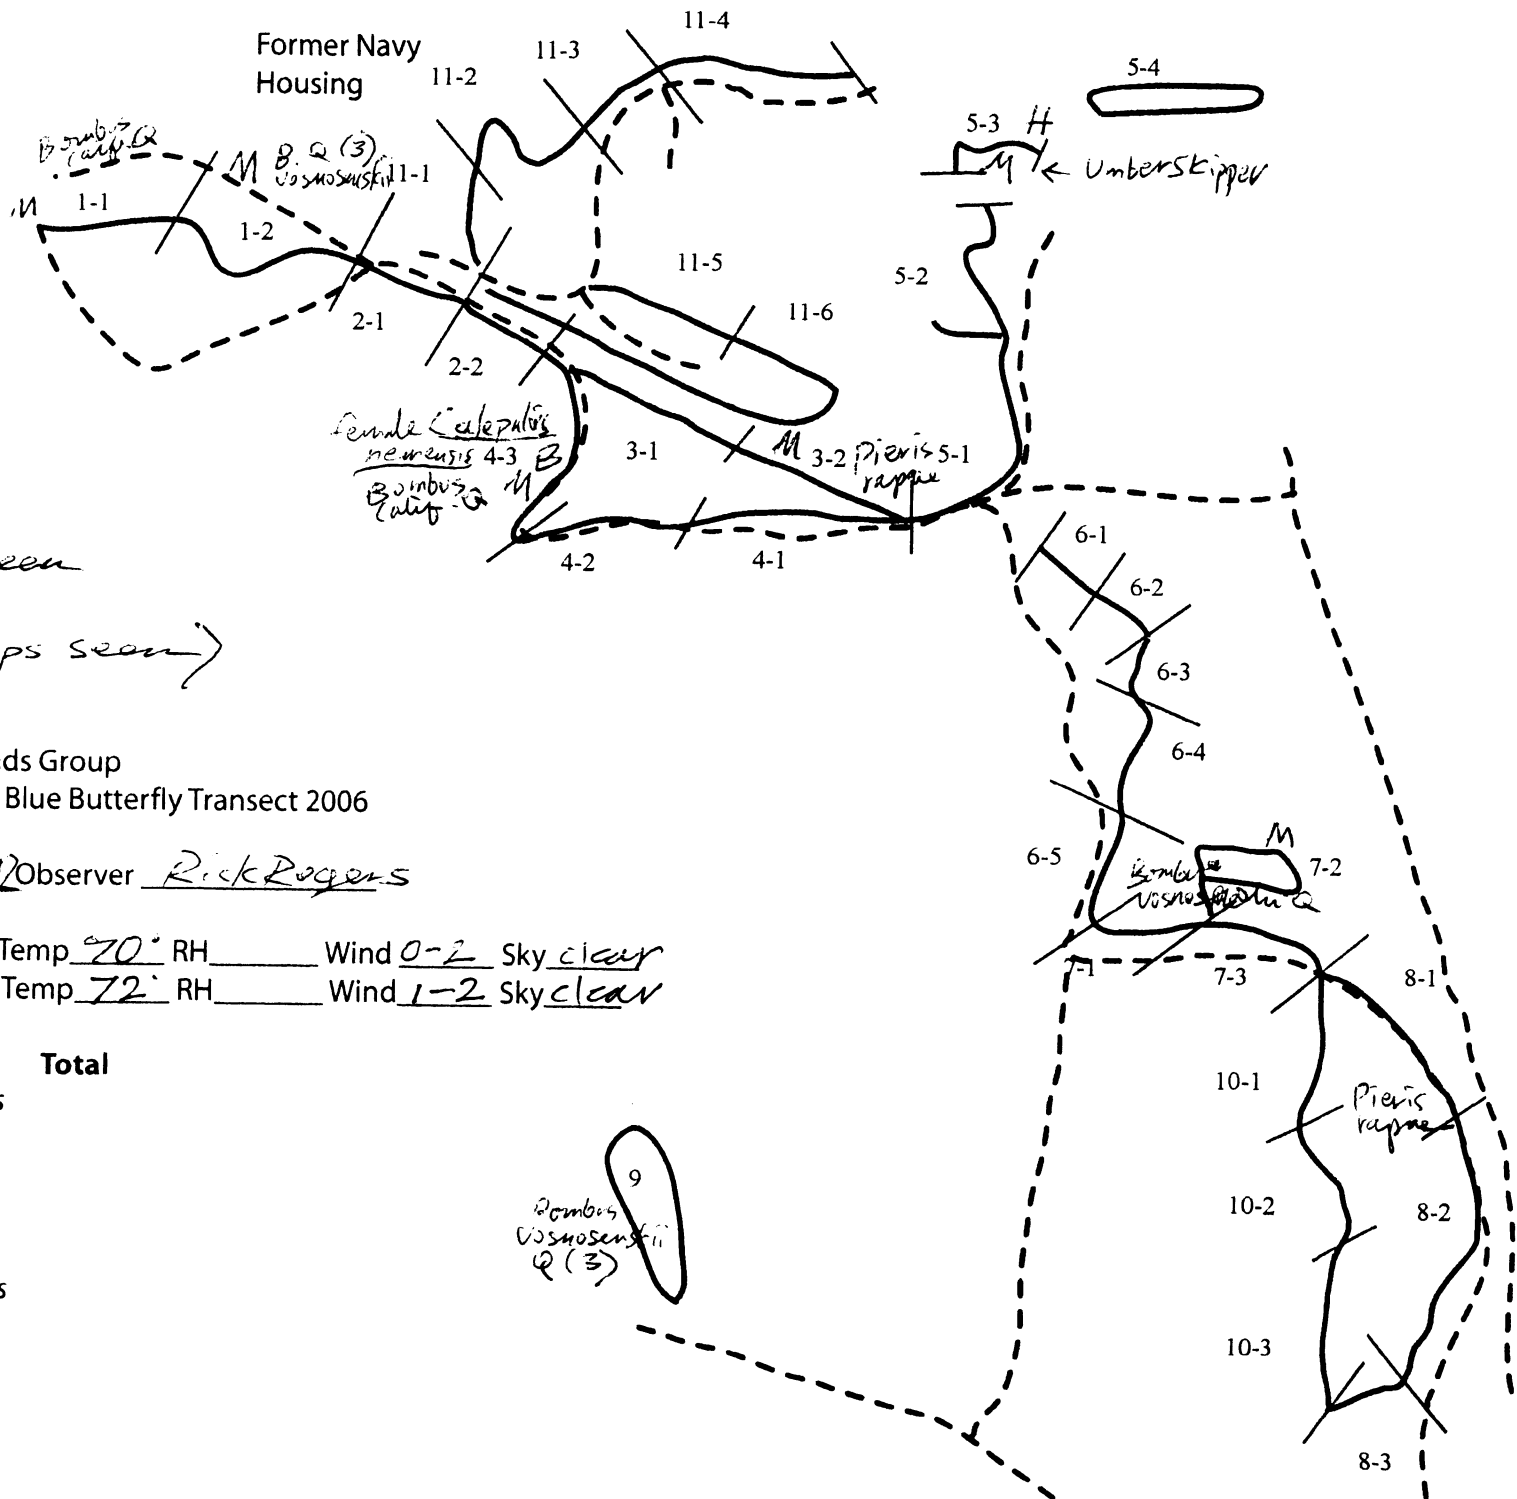 11-4
Former Navy
Housing
11-3
11-2
5-4
5-3 H
M ← Umber Skipper
Bombus
Calif. Q
M B. Q (3)
vosnosenskii
11-1
M 1-1
1-2
2-1
2-2
11-5
11-6
5-2
female
nemensis 4-3 B
Bombus M
Calif. Q
3-1
M 3-2 Pieris 5-1
rapae
4-2
4-1
6-1
6-2
6-3
6-4
6-5
een
ps seen)
ds Group
Blue Butterfly Transect 2006
Observer Rick Rogers
Temp 70° RH Wind 0-2 Sky clear
Temp 72° RH Wind 1-2 Sky clear
Total
s
s
M
7-2
Bombus
Q
7-1
7-3
8-1
10-1
Pieris
rapae
10-2
8-2
10-3
8-3
9
Bombus
vosnosenskii
Q (3)